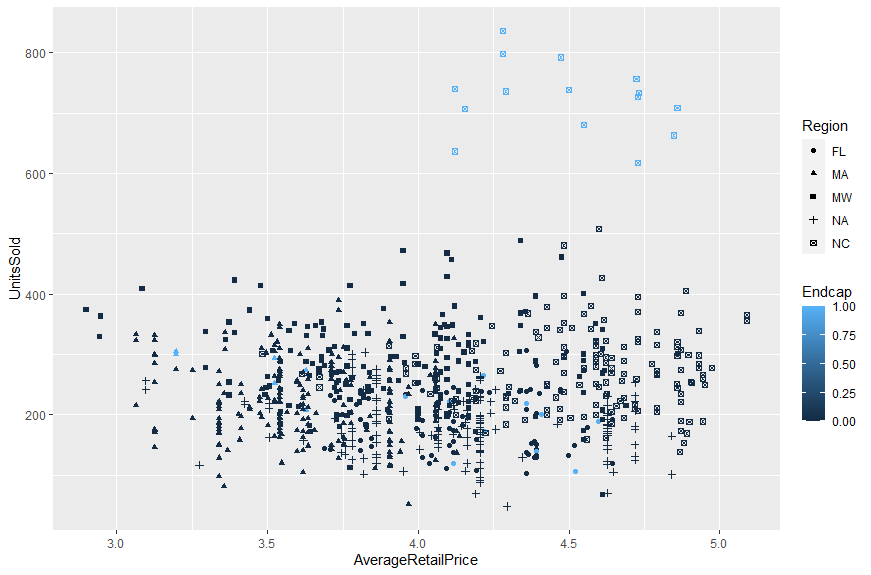 800
600
400
200
UnitsSold
3.0 3.5 4.0 4.5 5.0
AverageRetailPrice
Region
FL
MA
MW
NA
NC
Endcap
1.00
0.75
0.50
0.25
0.00